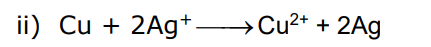 ii) Cu + 2Ag⁺ ⟶ Cu²⁺ + 2Ag